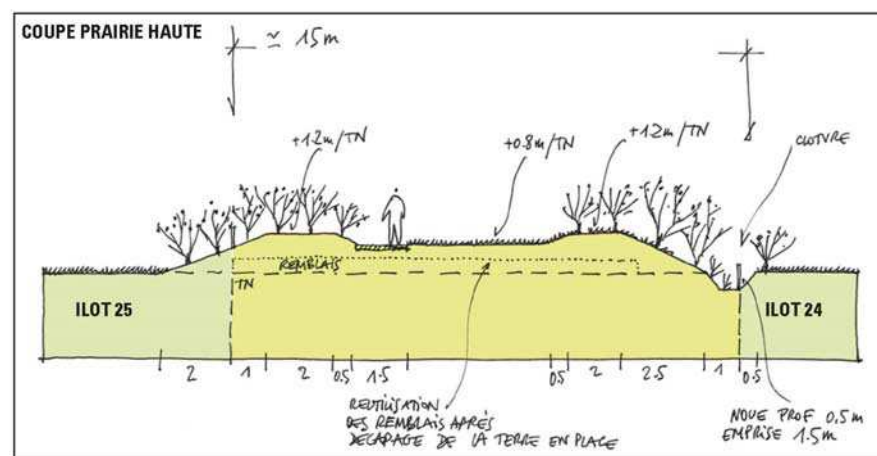 COUPE PRAIRIE HAUTE
≃ 15m
+1.2m/TN
+0.8m/TN
+1.2m/TN
CLOTURE
REMBLAIS
TN
ILOT 25
ILOT 24
2 1 2 0.5 1.5 0.5 2 2.5 1 0.5
REUTILISATION
DES REMBLAIS APRÈS
DECAPAGE DE LA TERRE EN PLACE
NOUE PROF 0.5m
EMPRISE 1.5m